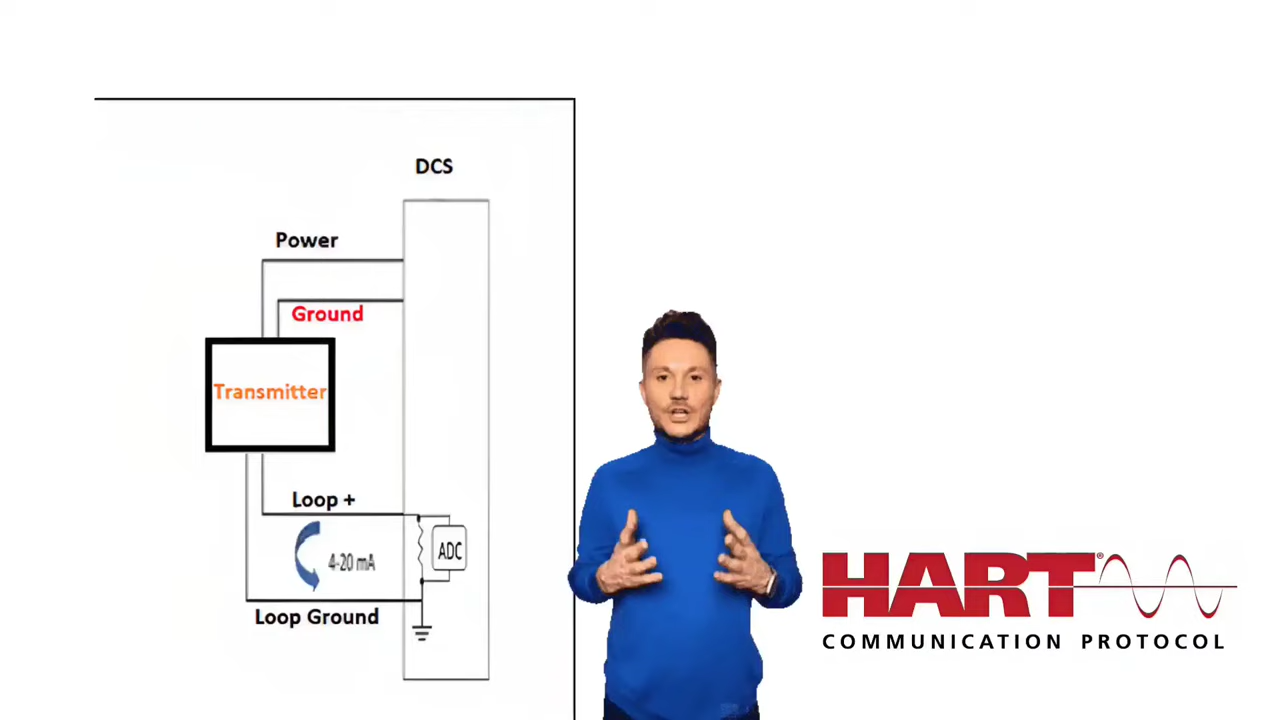 DCS
Power
Ground
Transmitter
Loop +
4-20 mA
ADC
Loop Ground
HART®
COMMUNICATION PROTOCOL